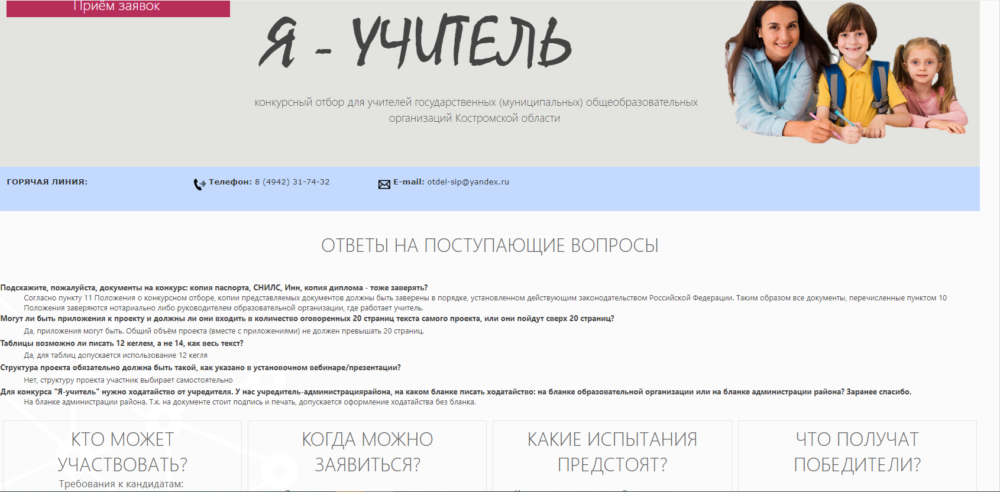 Приём заявок
Я - УЧИТЕЛЬ
конкурсный отбор для учителей государственных (муниципальных) общеобразовательных
организаций Костромской области
ГОРЯЧАЯ ЛИНИЯ: Телефон: 8 (4942) 31-74-32 E-mail: otdel-sip@yandex.ru
ОТВЕТЫ НА ПОСТУПАЮЩИЕ ВОПРОСЫ
Подскажите, пожалуйста, документы на конкурс: копия паспорта, СНИЛС, Инн, копия диплома - тоже заверять?
Согласно пункту 11 Положения о конкурсном отборе, копии представляемых документов должны быть заверены в порядке, установленном действующим законодательством Российской Федерации. Таким образом все документы, перечисленные пунктом 10
Положения заверяются нотариально либо руководителем образовательной организации, где работает учитель.
Могут ли быть приложения к проекту и должны ли они входить в количество оговоренных 20 страниц текста самого проекта, или они пойдут сверх 20 страниц?
Да, приложения могут быть. Общий объём проекта (вместе с приложениями) не должен превышать 20 страниц.
Таблицы возможно ли писать 12 кеглем, а не 14, как весь текст?
Да, для таблиц допускается использование 12 кегля
Структура проекта обязательно должна быть такой, как указано в установочном вебинаре/презентации?
Нет, структуру проекта участник выбирает самостоятельно
Для конкурса "Я-учитель" нужно ходатайство от учредителя. У нас учредитель-администрациярайона, на каком бланке писать ходатайство: на бланке образовательной организации или на бланке администрации района? Заранее спасибо.
На бланке администрации района. Т.к. на документе стоит подпись и печать, допускается оформление ходатайства без бланка.
КТО МОЖЕТ
УЧАСТВОВАТЬ?
Требования к кандидатам:
КОГДА МОЖНО
ЗАЯВИТЬСЯ?
КАКИЕ ИСПЫТАНИЯ
ПРЕДСТОЯТ?
ЧТО ПОЛУЧАТ
ПОБЕДИТЕЛИ?